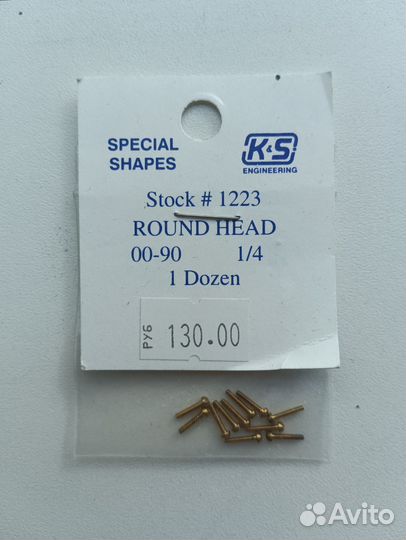 SPECIAL
SHAPES
K&S
ENGINEERING
Stock # 1223
ROUND HEAD
00-90 1/4
1 Dozen
РУБ 130.00
Avito